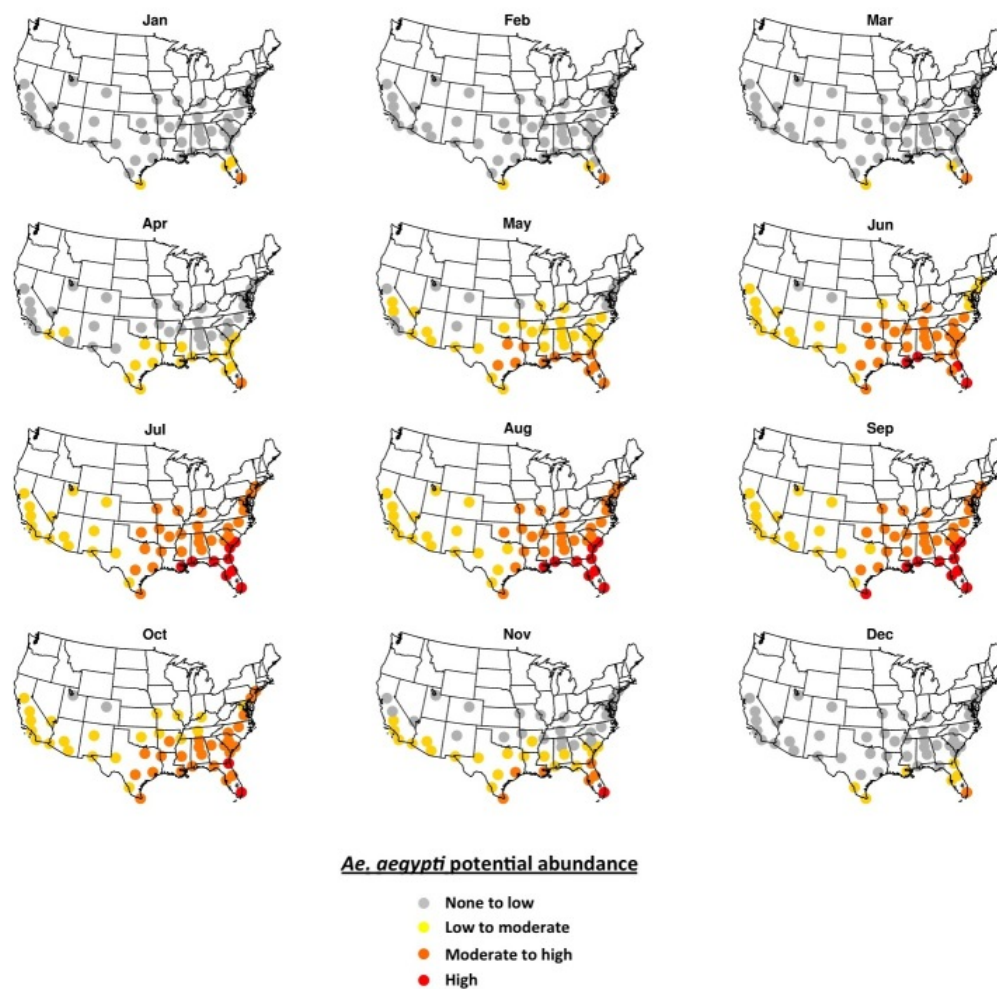 Jan Feb Mar
Apr May Jun
Jul Aug Sep
Oct Nov Dec
Ae. aegypti potential abundance
None to low
Low to moderate
Moderate to high
High